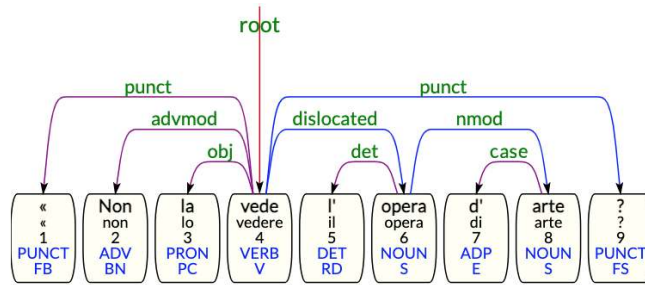 root
punct punct
advmod dislocated nmod
obj det case
« Non la vede l' opera d' arte ?
« non lo vedere il opera di arte ?
1 2 3 4 5 6 7 8 9
PUNCT ADV PRON VERB DET NOUN ADP NOUN PUNCT
FB BN PC V RD S E S FS